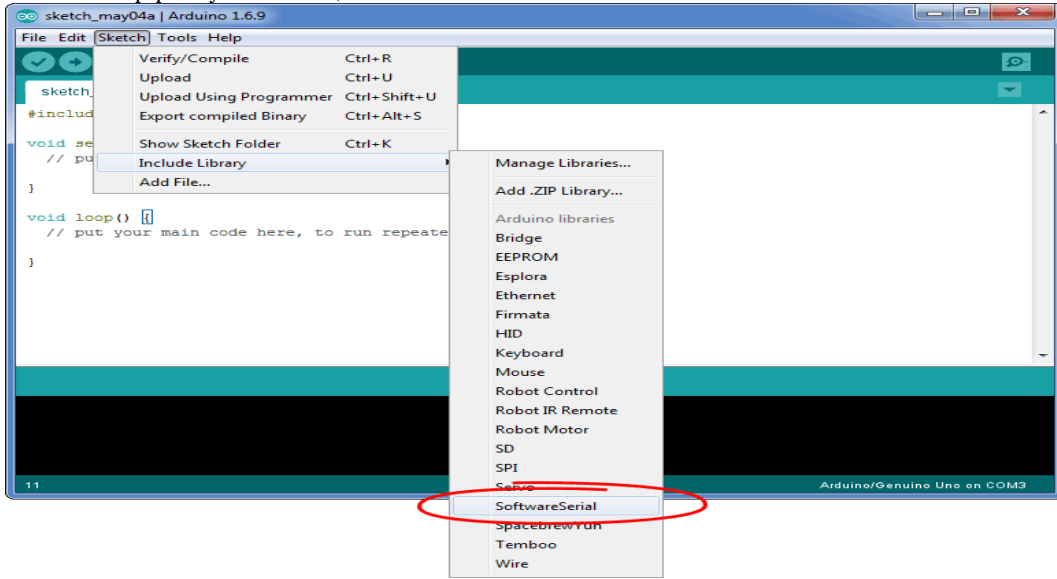 sketch_may04a | Arduino 1.6.9
File Edit Sketch Tools Help
Verify/Compile Ctrl+R
Upload Ctrl+U
Upload Using Programmer Ctrl+Shift+U
Export compiled Binary Ctrl+Alt+S
Show Sketch Folder Ctrl+K
Include Library
Add File...
sketch_
#includ
void se
// pu
}
void loop() {
// put your main code here, to run repeate
}
Manage Libraries...
Add .ZIP Library...
Arduino libraries
Bridge
EEPROM
Esplora
Ethernet
Firmata
HID
Keyboard
Mouse
Robot Control
Robot IR Remote
Robot Motor
SD
SPI
Servo
SoftwareSerial
SpacebrewYun
Temboo
Wire
11 Arduino/Genuino Uno on COM3